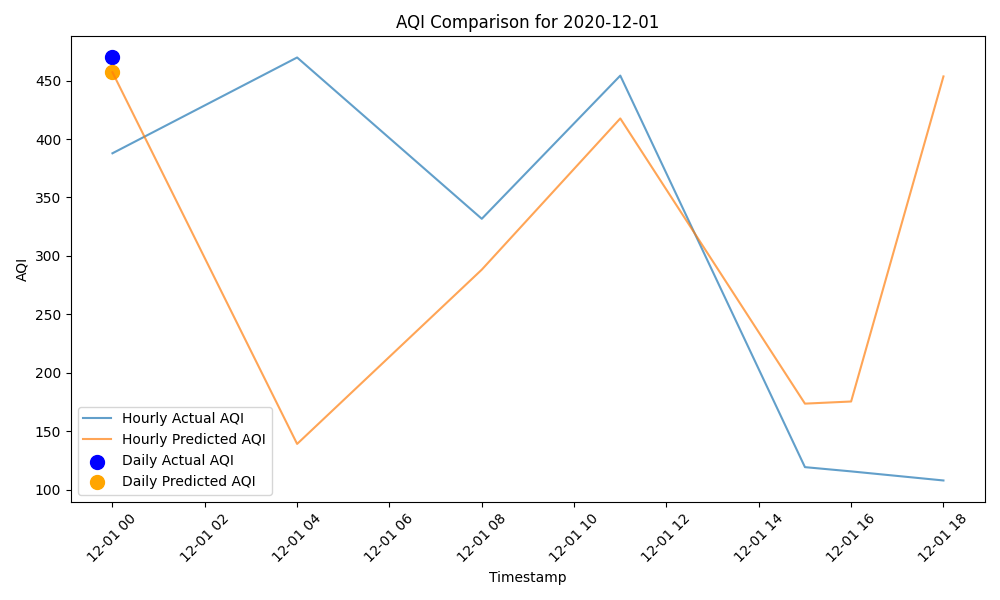 AQI Comparison for 2020-12-01
AQI
450
400
350
300
250
200
150
100
Hourly Actual AQI
Hourly Predicted AQI
Daily Actual AQI
Daily Predicted AQI
12-01 00
12-01 02
12-01 04
12-01 06
12-01 08
12-01 10
12-01 12
12-01 14
12-01 16
12-01 18
Timestamp